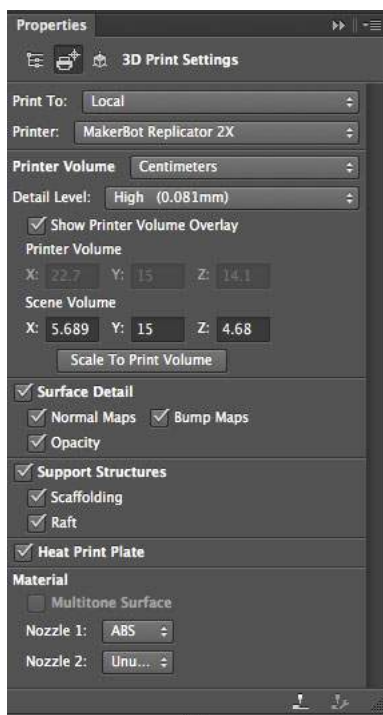 Properties
3D Print Settings
Print To: Local
Printer: MakerBot Replicator 2X
Printer Volume Centimeters
Detail Level: High (0.081mm)
Show Printer Volume Overlay
Printer Volume
X: 22.7 Y: 15 Z: 14.1
Scene Volume
X: 5.689 Y: 15 Z: 4.68
Scale To Print Volume
Surface Detail
Normal Maps Bump Maps
Opacity
Support Structures
Scaffolding
Raft
Heat Print Plate
Material
Multitone Surface
Nozzle 1: ABS
Nozzle 2: Unu...